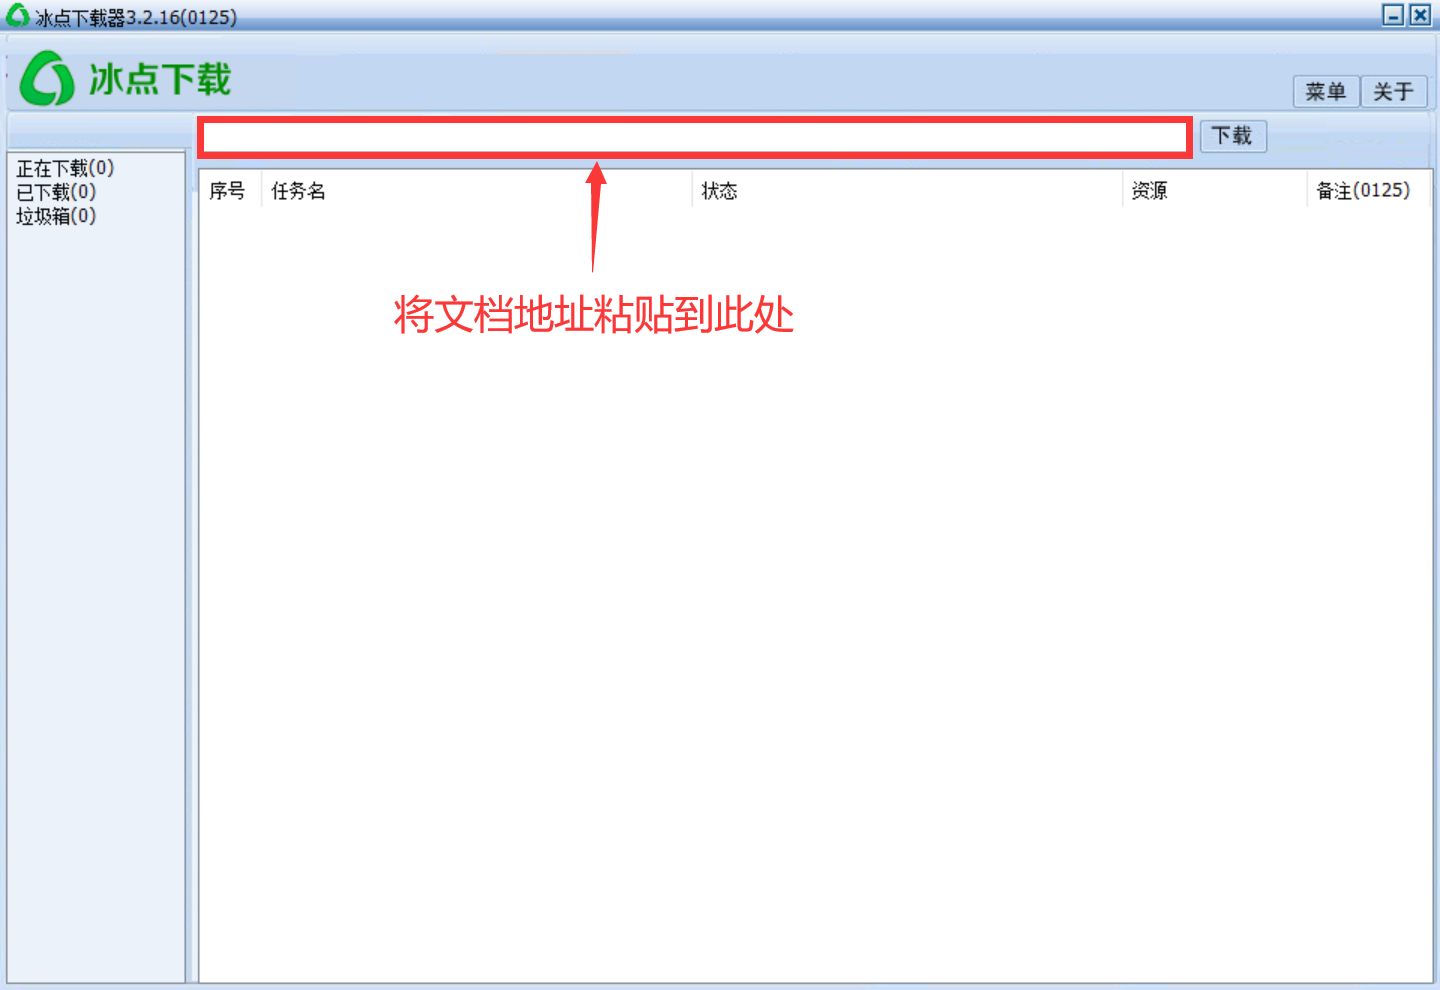 冰点下载器3.2.16(0125)
冰点下载
菜单 关于
下载
正在下载(0)
已下载(0)
垃圾箱(0)
序号 任务名 状态 资源 备注(0125)
将文档地址粘贴到此处